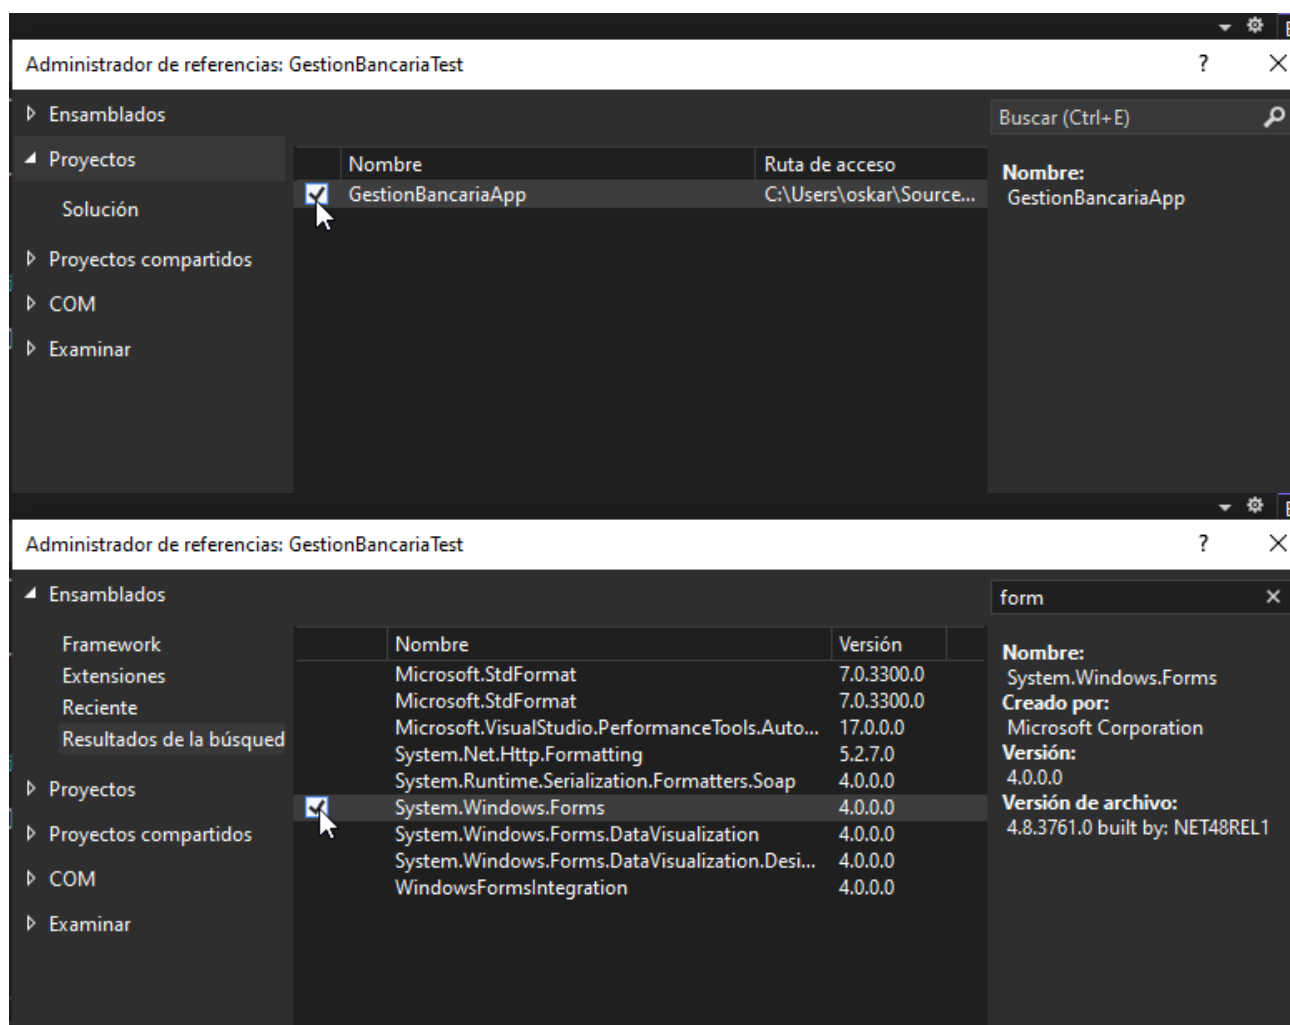 Administrador de referencias: GestionBancariaTest ?
Ensamblados
Proyectos
Solución
Proyectos compartidos
COM
Examinar
Nombre Ruta de acceso
GestionBancariaApp C:\Users\oskar\Source...
Buscar (Ctrl+E)
Nombre:
GestionBancariaApp
Administrador de referencias: GestionBancariaTest ?
Ensamblados
Framework
Extensiones
Reciente
Resultados de la búsqued
Proyectos
Proyectos compartidos
COM
Examinar
Nombre Versión
Microsoft.StdFormat 7.0.3300.0
Microsoft.StdFormat 7.0.3300.0
Microsoft.VisualStudio.PerformanceTools.Auto... 17.0.0.0
System.Net.Http.Formatting 5.2.7.0
System.Runtime.Serialization.Formatters.Soap 4.0.0.0
System.Windows.Forms 4.0.0.0
System.Windows.Forms.DataVisualization 4.0.0.0
System.Windows.Forms.DataVisualization.Desi... 4.0.0.0
WindowsFormsIntegration 4.0.0.0
form
Nombre:
System.Windows.Forms
Creado por:
Microsoft Corporation
Versión:
4.0.0.0
Versión de archivo:
4.8.3761.0 built by: NET48REL1